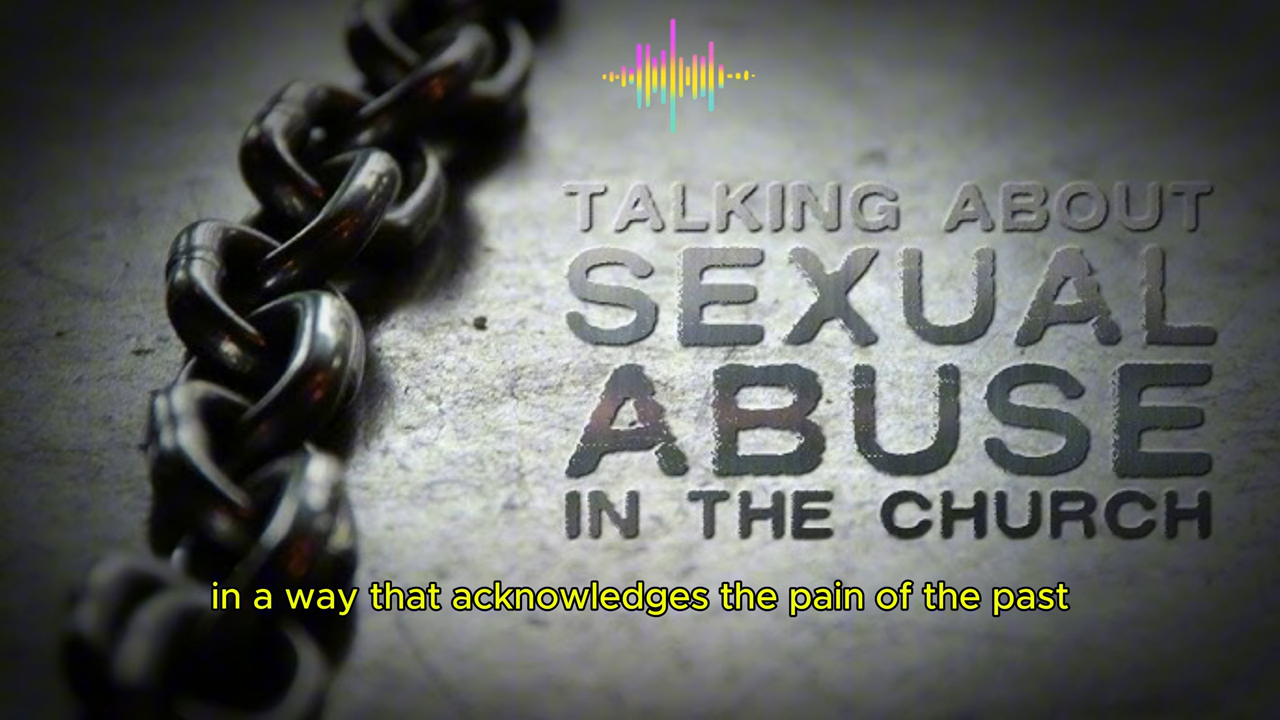 TALKING ABOUT
SEXUAL
ABUSE
IN THE CHURCH
in a way that acknowledges the pain of the past